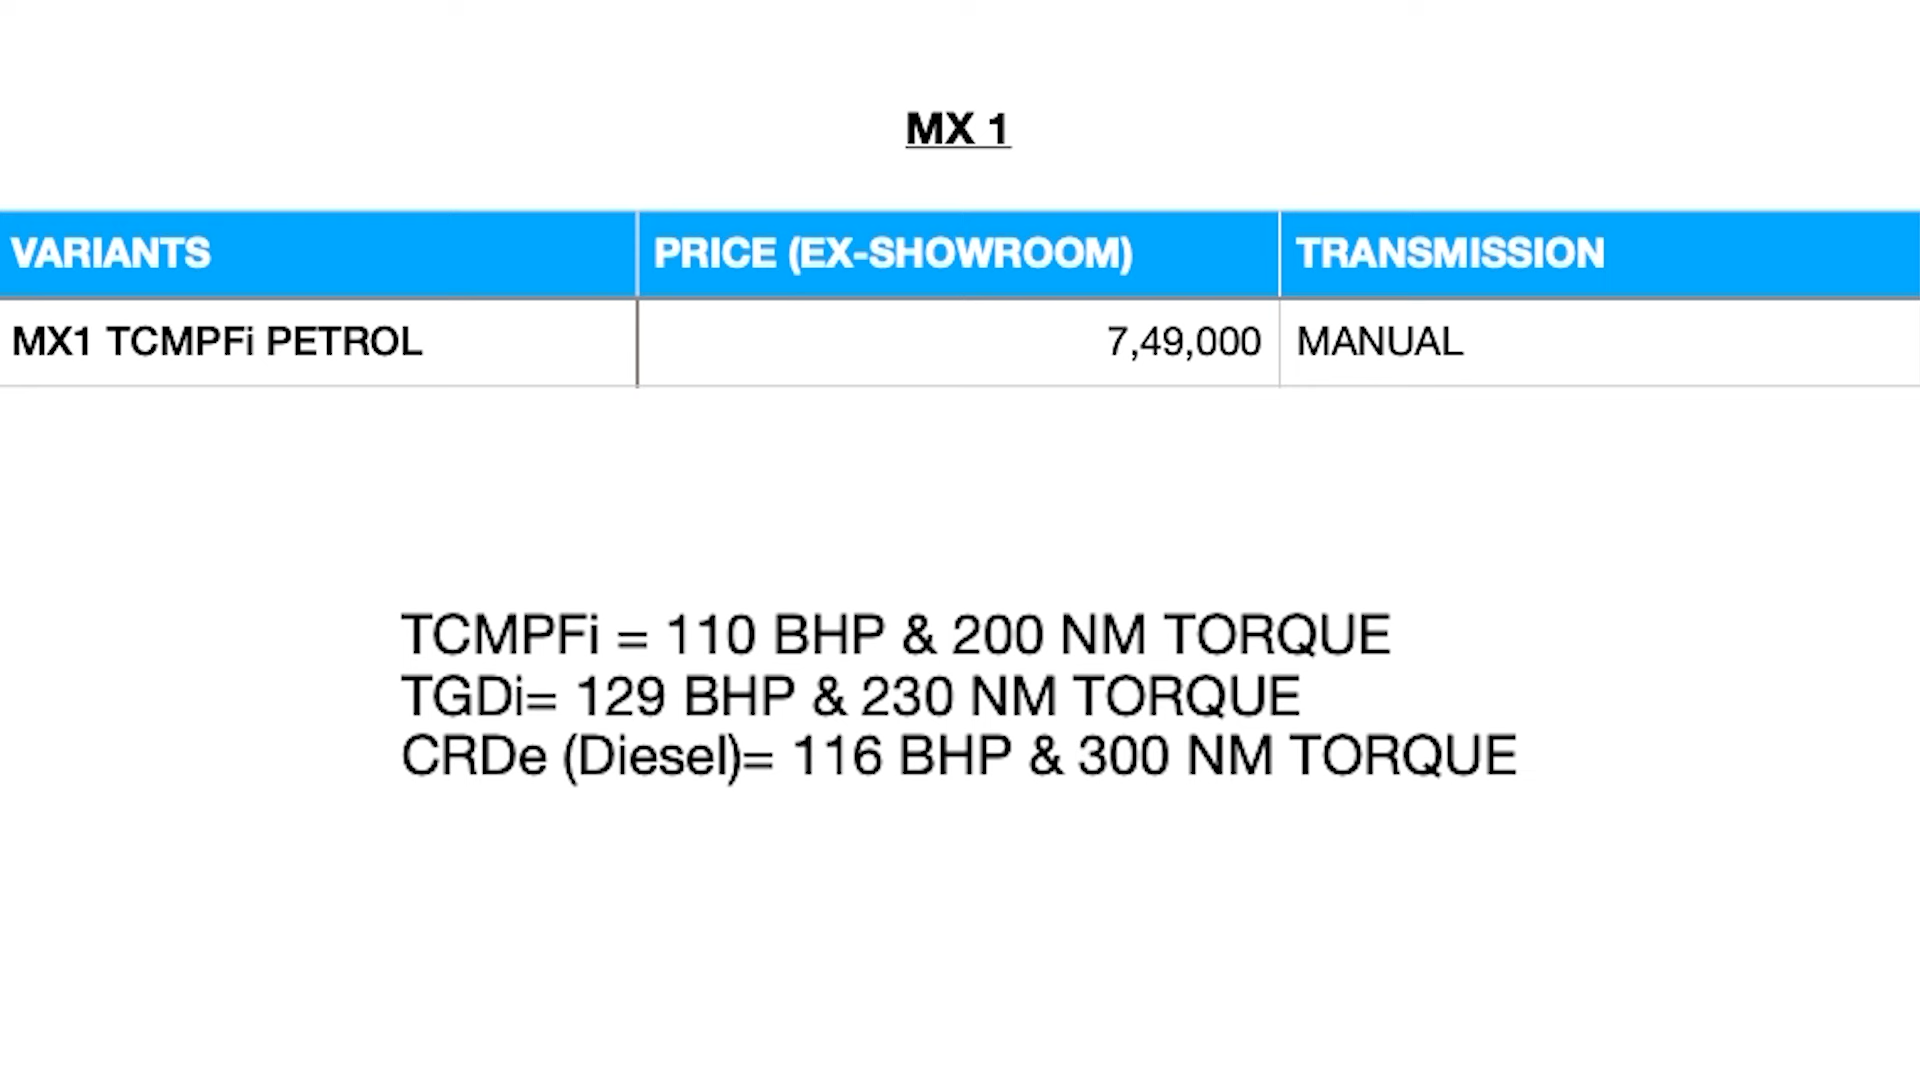 MX 1
VARIANTS PRICE (EX-SHOWROOM) TRANSMISSION
MX1 TCMPFi PETROL 7,49,000 MANUAL
TCMPFi = 110 BHP & 200 NM TORQUE
TGDi= 129 BHP & 230 NM TORQUE
CRDe (Diesel)= 116 BHP & 300 NM TORQUE